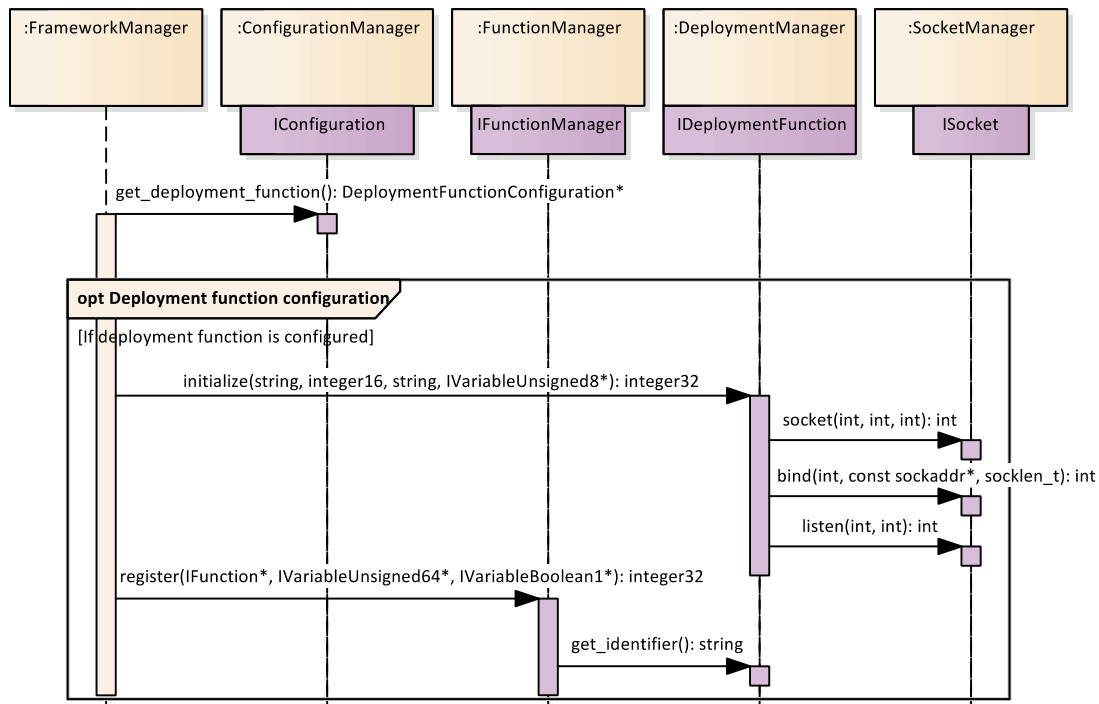 :FrameworkManager
:ConfigurationManager
:FunctionManager
:DeploymentManager
:SocketManager
IConfiguration
IFunctionManager
IDeploymentFunction
ISocket
get_deployment_function(): DeploymentFunctionConfiguration*
opt Deployment function configuration
[If deployment function is configured]
initialize(string, integer16, string, IVariableUnsigned8*): integer32
socket(int, int, int): int
bind(int, const sockaddr*, socklen_t): int
listen(int, int): int
register(IFunction*, IVariableUnsigned64*, IVariableBoolean1*): integer32
get_identifier(): string